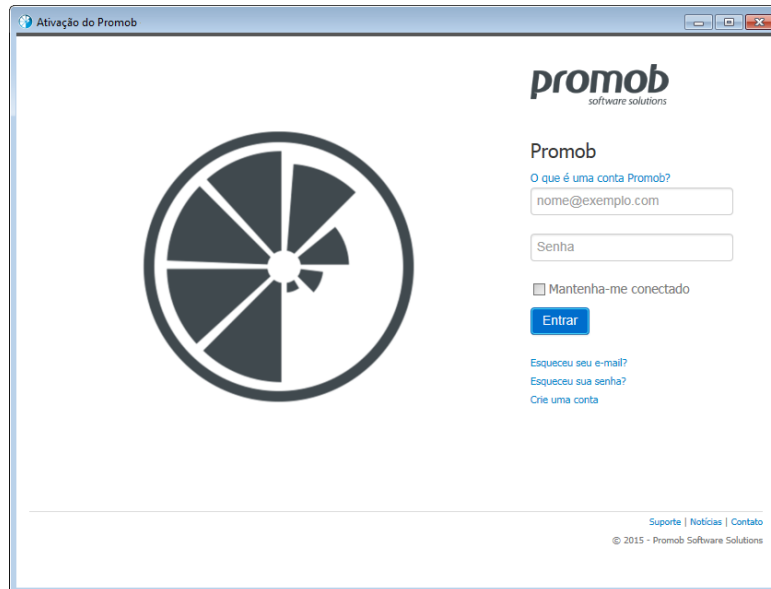 Ativação do Promob
promob
software solutions
Promob
O que é uma conta Promob?
nome@exemplo.com
Senha
Mantenha-me conectado
Entrar
Esqueceu seu e-mail?
Esqueceu sua senha?
Crie uma conta
Suporte | Notícias | Contato
© 2015 - Promob Software Solutions